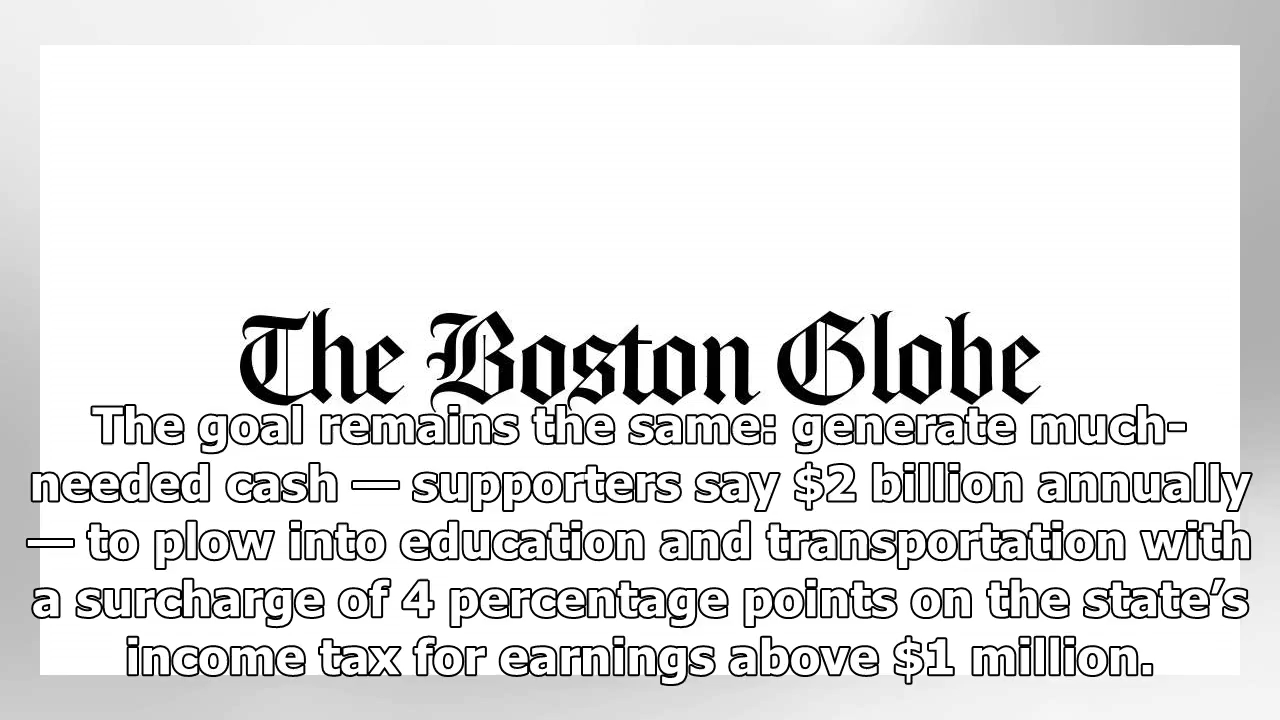 The Boston Globe
The goal remains the same: generate much-
needed cash — supporters say $2 billion annually
— to plow into education and transportation with
a surcharge of 4 percentage points on the state’s
income tax for earnings above $1 million.